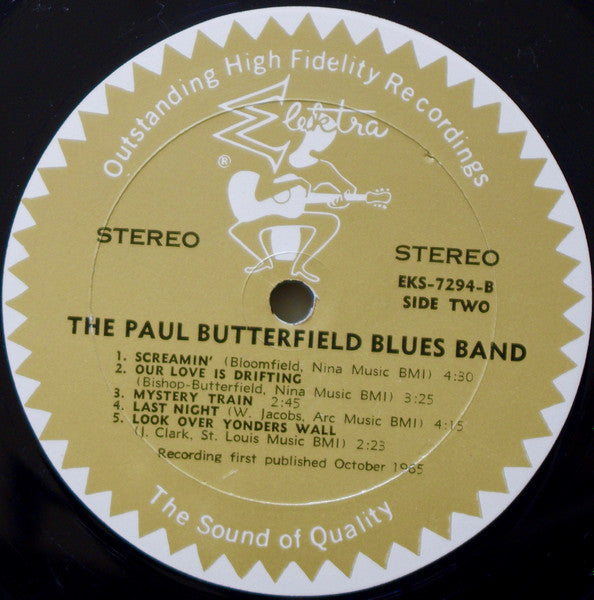 Outstanding High Fidelity Recordings
Elektra
®
STEREO
STEREO
EKS-7294-B
SIDE TWO
THE PAUL BUTTERFIELD BLUES BAND
1. SCREAMIN' (Bloomfield, Nina Music BMI) 4:30
2. OUR LOVE IS DRIFTING
(Bishop-Butterfield, Nina Music BMI) 3:25
3. MYSTERY TRAIN 2:45
4. LAST NIGHT (W. Jacobs, Arc Music BMI) 4:15
5. LOOK OVER YONDERS WALL
(J. Clark, St. Louis Music BMI) 2:23
Recording first published October 1965
The Sound of Quality